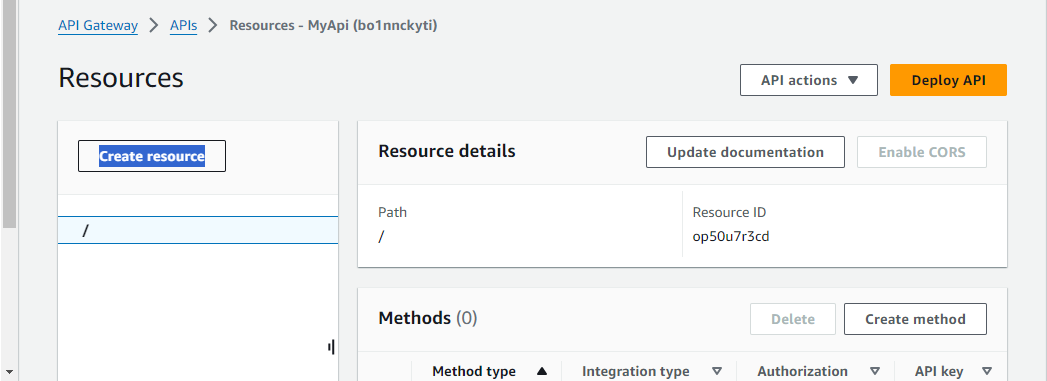 API Gateway > APIs > Resources - MyApi (bo1nnckyti)
Resources
API actions ▼
Deploy API
Create resource
/
Resource details
Update documentation
Enable CORS
Path
/
Resource ID
op50u7r3cd
Methods (0)
Delete
Create method
Method type ▲ Integration type ▽ Authorization ▽ API key ▽